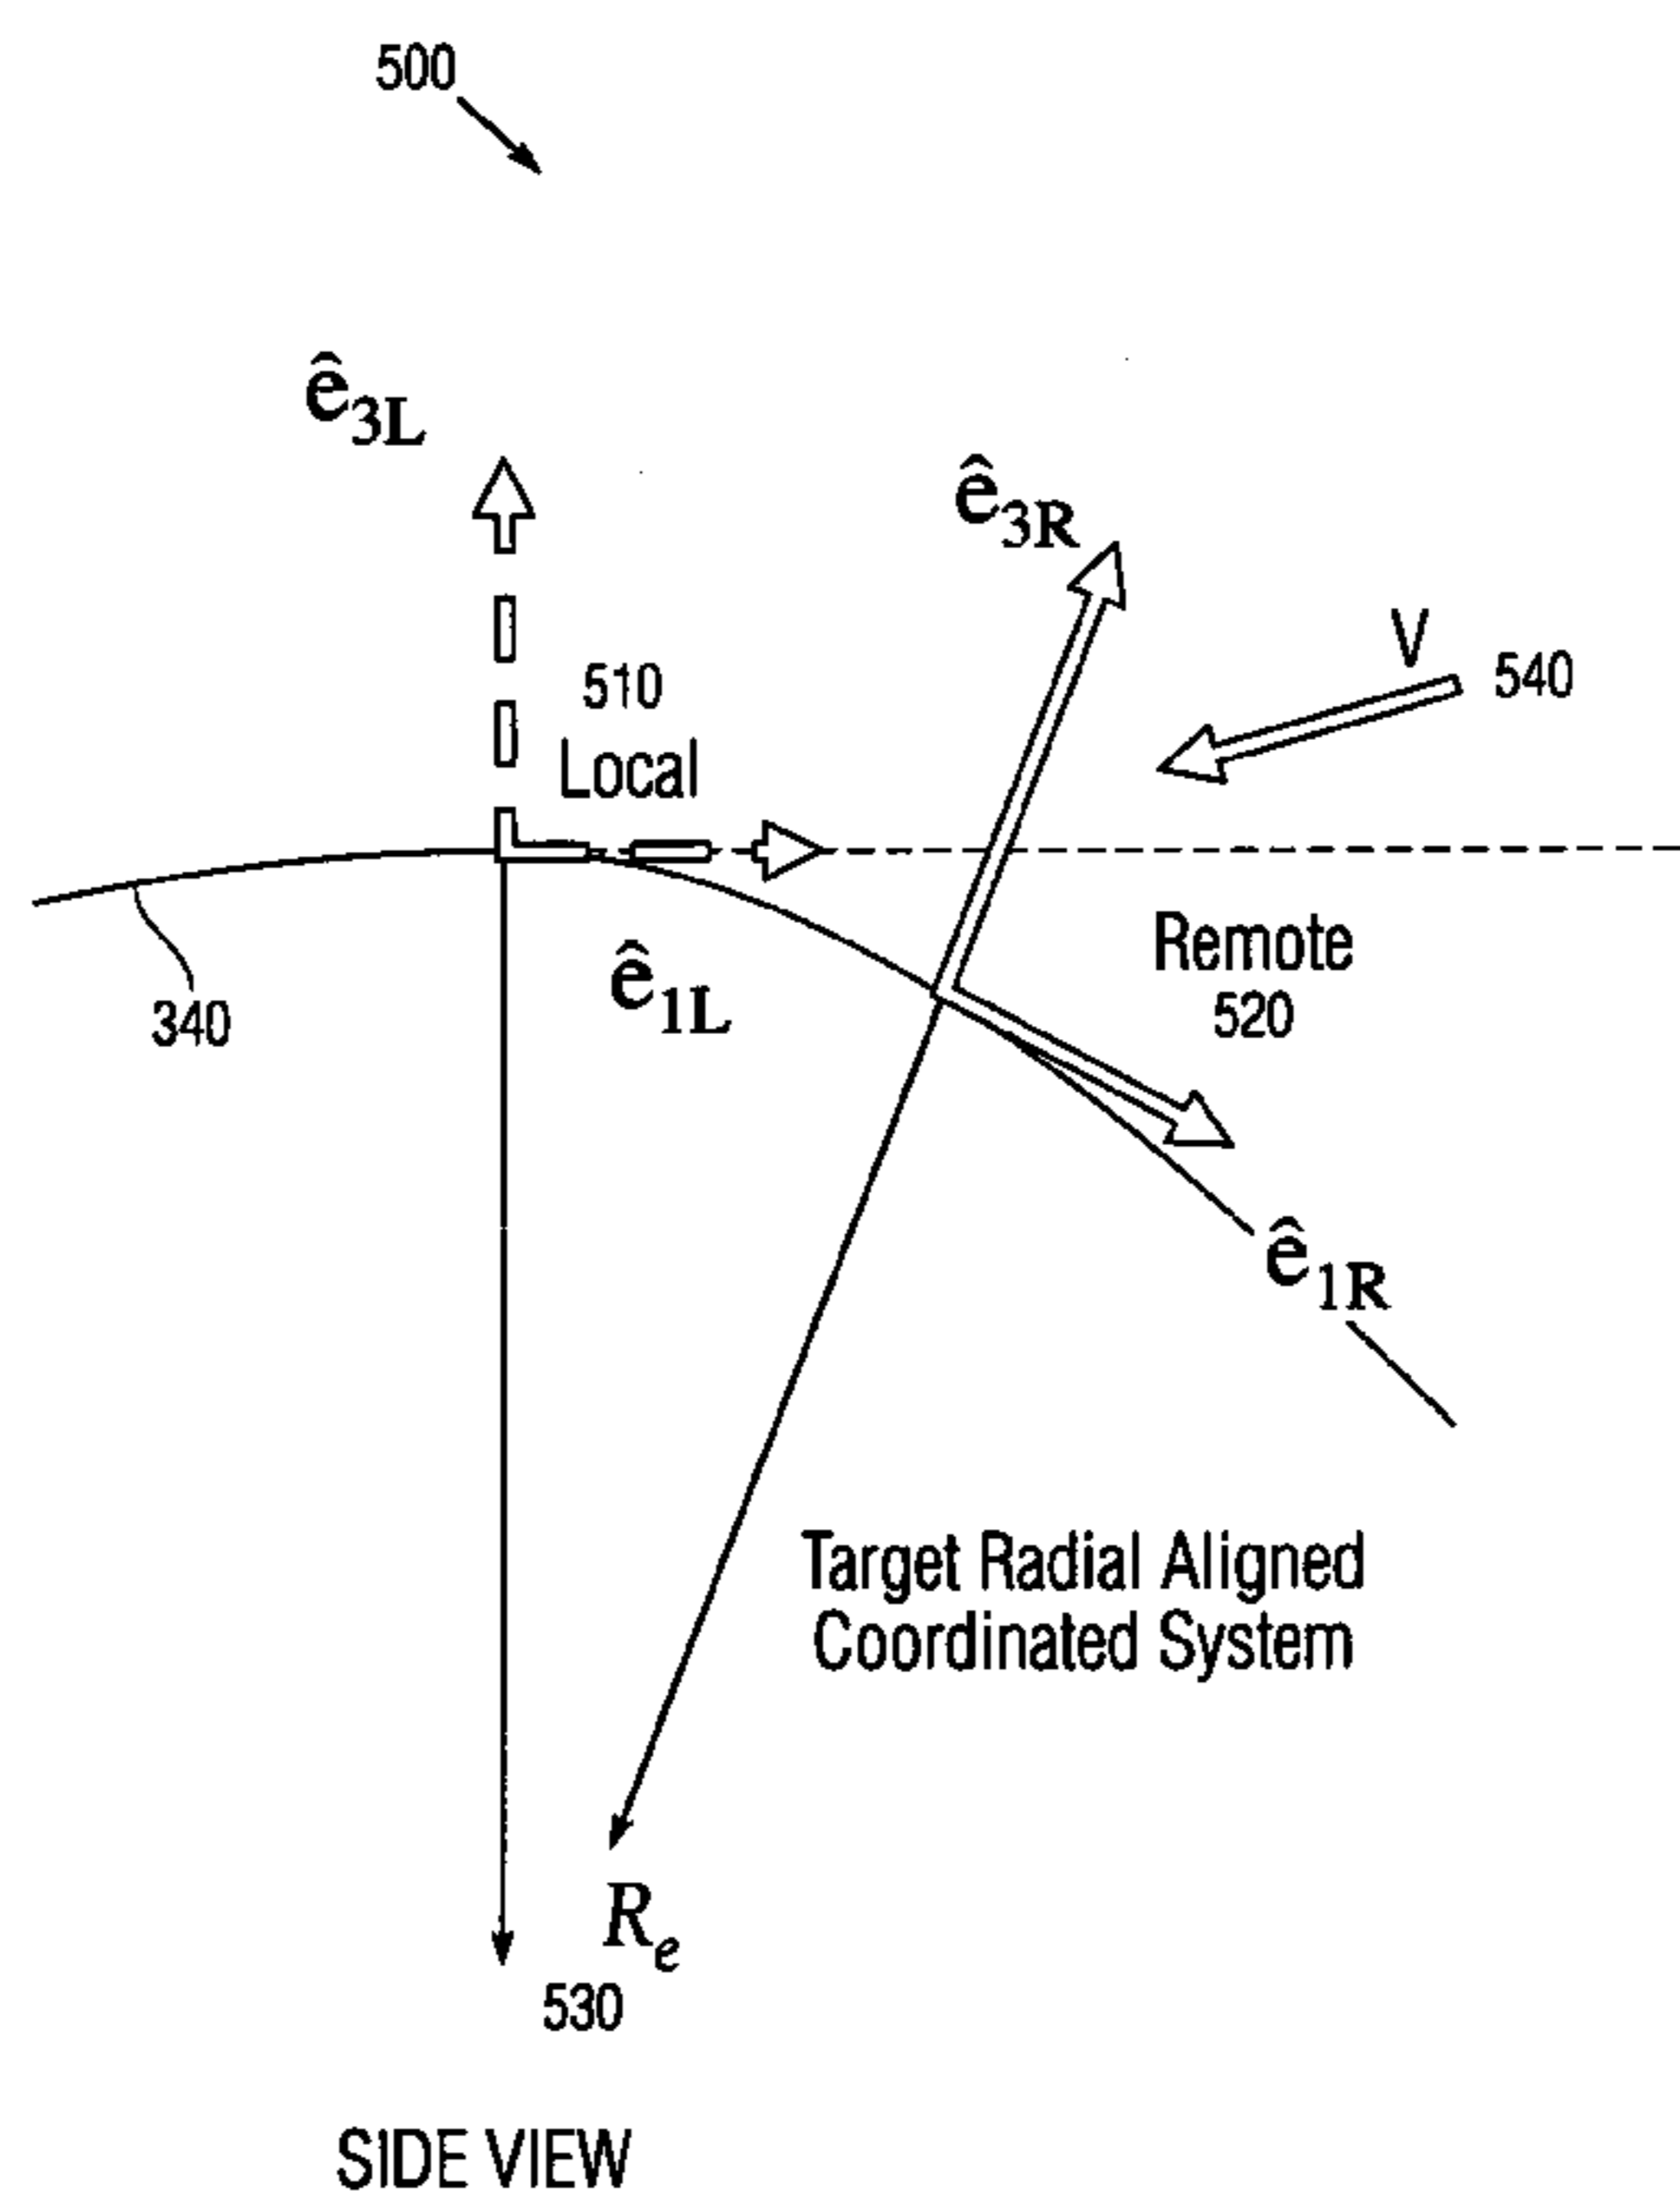 500
ê3L
ê3R
V
540
510
Local
Remote
520
ê1L
340
ê1R
Target Radial Aligned
Coordinated System
Re
530
SIDE VIEW